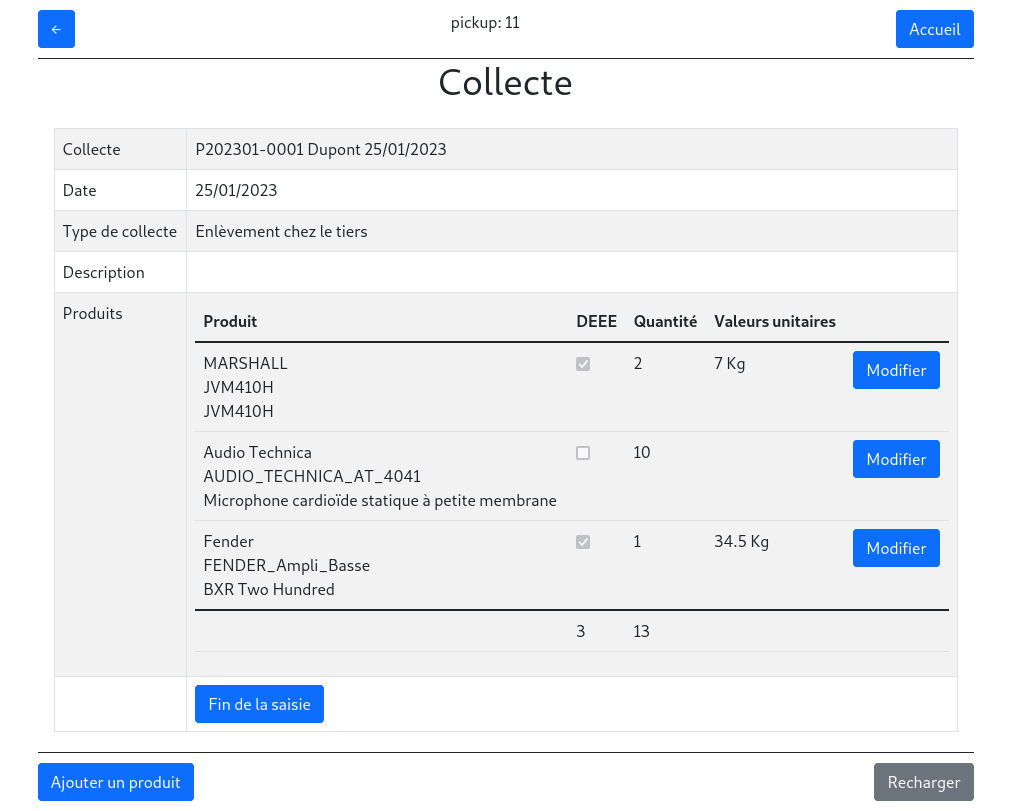 ←
pickup: 11
Accueil
Collecte
Collecte P202301-0001 Dupont 25/01/2023
Date 25/01/2023
Type de collecte Enlèvement chez le tiers
Description
Produits
Produit DEEE Quantité Valeurs unitaires
MARSHALL 2 7 Kg Modifier
JVM410H
JVM410H
Audio Technica 10 Modifier
AUDIO_TECHNICA_AT_4041
Microphone cardioïde statique à petite membrane
Fender 1 34.5 Kg Modifier
FENDER_Ampli_Basse
BXR Two Hundred
3 13
Fin de la saisie
Ajouter un produit
Recharger